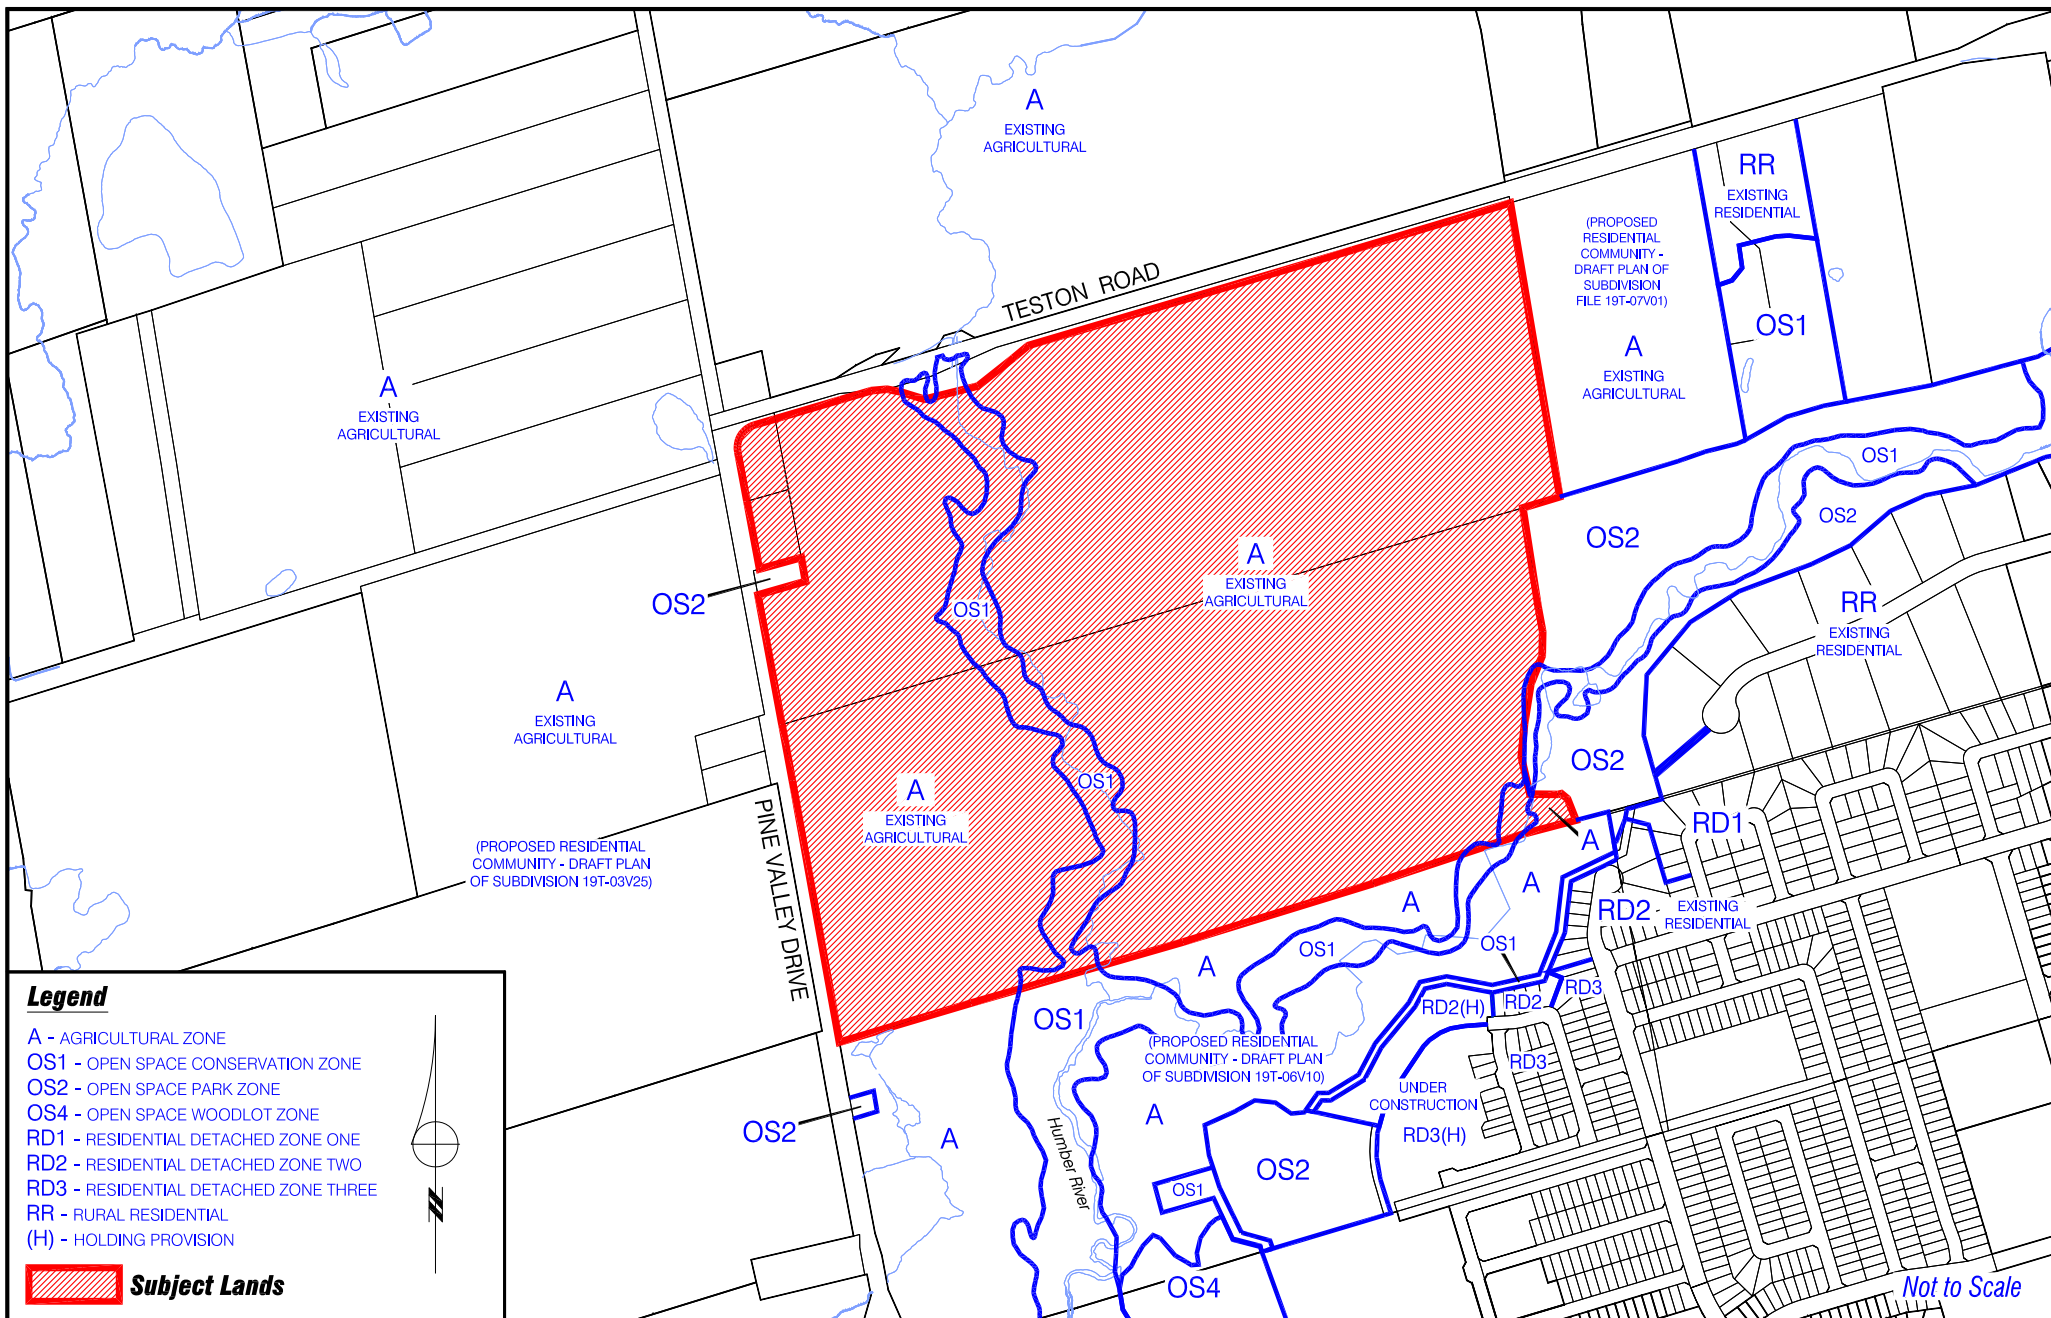 A
EXISTING
AGRICULTURAL
RR
EXISTING
RESIDENTIAL
(PROPOSED
RESIDENTIAL
COMMUNITY -
DRAFT PLAN OF
SUBDIVISION
FILE 19T-07V01)
TESTON ROAD
OS1
A
EXISTING
AGRICULTURAL
A
EXISTING
AGRICULTURAL
OS1
OS2
OS2
A
EXISTING
AGRICULTURAL
OS2
OS1
RR
EXISTING
RESIDENTIAL
A
EXISTING
AGRICULTURAL
OS2
OS1
A
EXISTING
AGRICULTURAL
PINE VALLEY DRIVE
(PROPOSED RESIDENTIAL
COMMUNITY - DRAFT PLAN
OF SUBDIVISION 19T-03V25)
RD1
A
A
A
RD2
EXISTING
RESIDENTIAL
OS1
OS1
A
RD3
RD2
RD2(H)
OS1
(PROPOSED RESIDENTIAL
COMMUNITY - DRAFT PLAN
OF SUBDIVISION 19T-06V10)
RD3
UNDER
CONSTRUCTION
RD3(H)
A
OS2
A
Humber River
OS2
OS1
OS4
Legend
A - AGRICULTURAL ZONE
OS1 - OPEN SPACE CONSERVATION ZONE
OS2 - OPEN SPACE PARK ZONE
OS4 - OPEN SPACE WOODLOT ZONE
RD1 - RESIDENTIAL DETACHED ZONE ONE
RD2 - RESIDENTIAL DETACHED ZONE TWO
RD3 - RESIDENTIAL DETACHED ZONE THREE
RR - RURAL RESIDENTIAL
(H) - HOLDING PROVISION
N
Subject Lands
Not to Scale